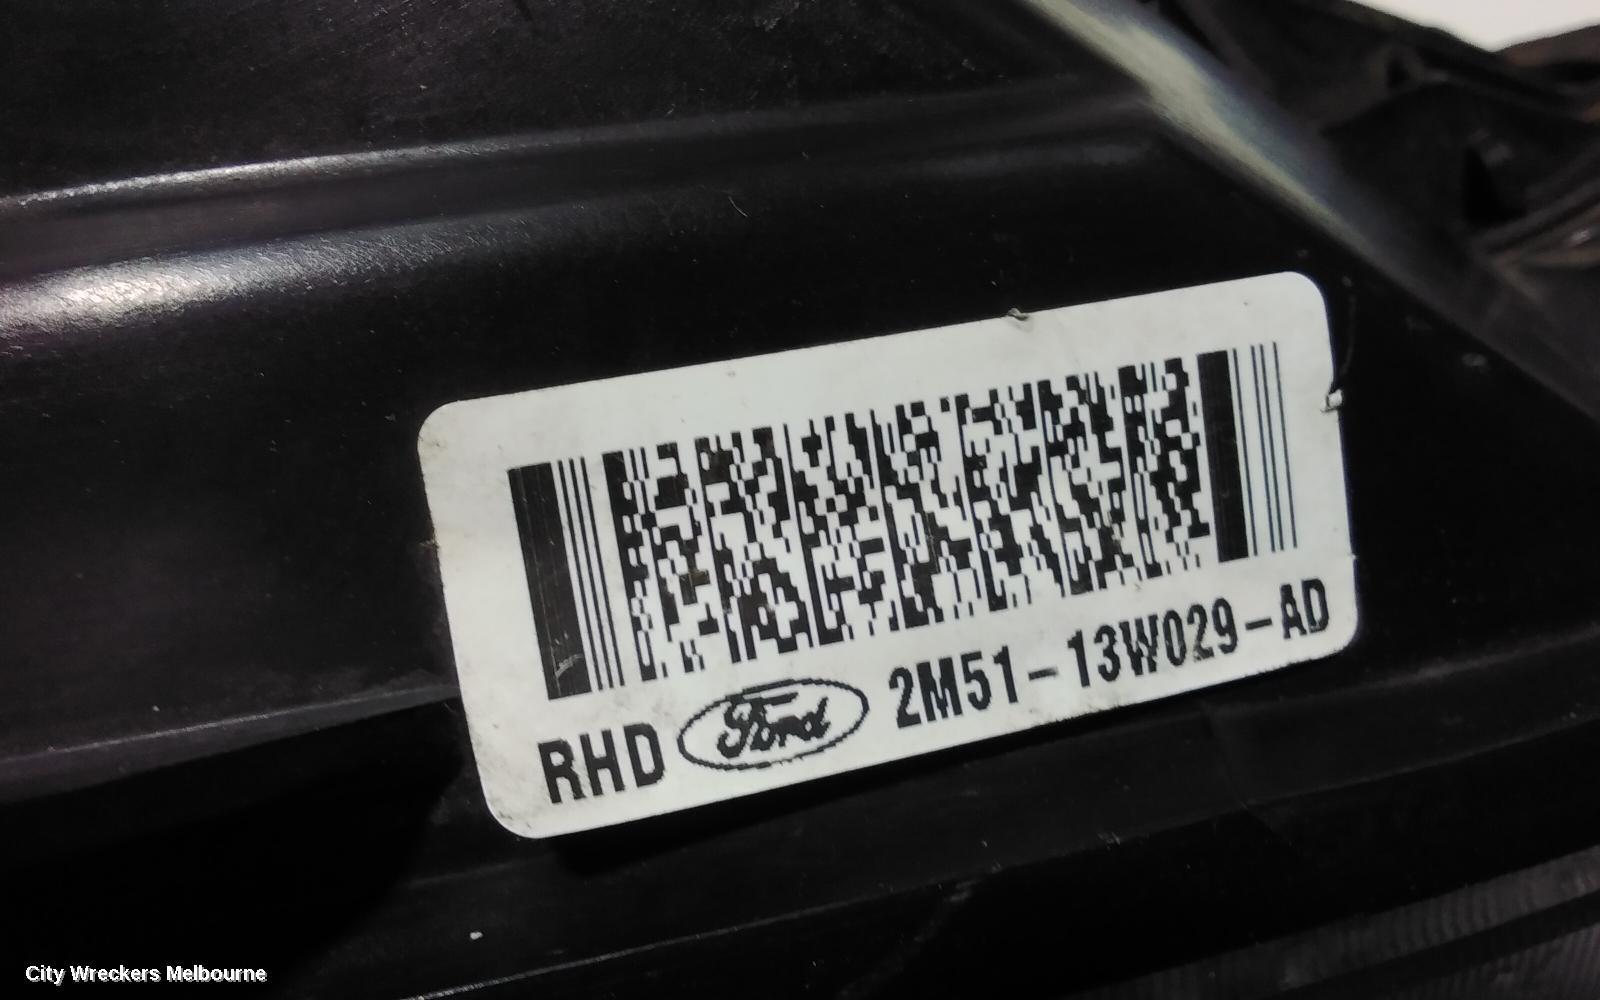 RHD Ford 2M51-13W029-AD
City Wreckers Melbourne